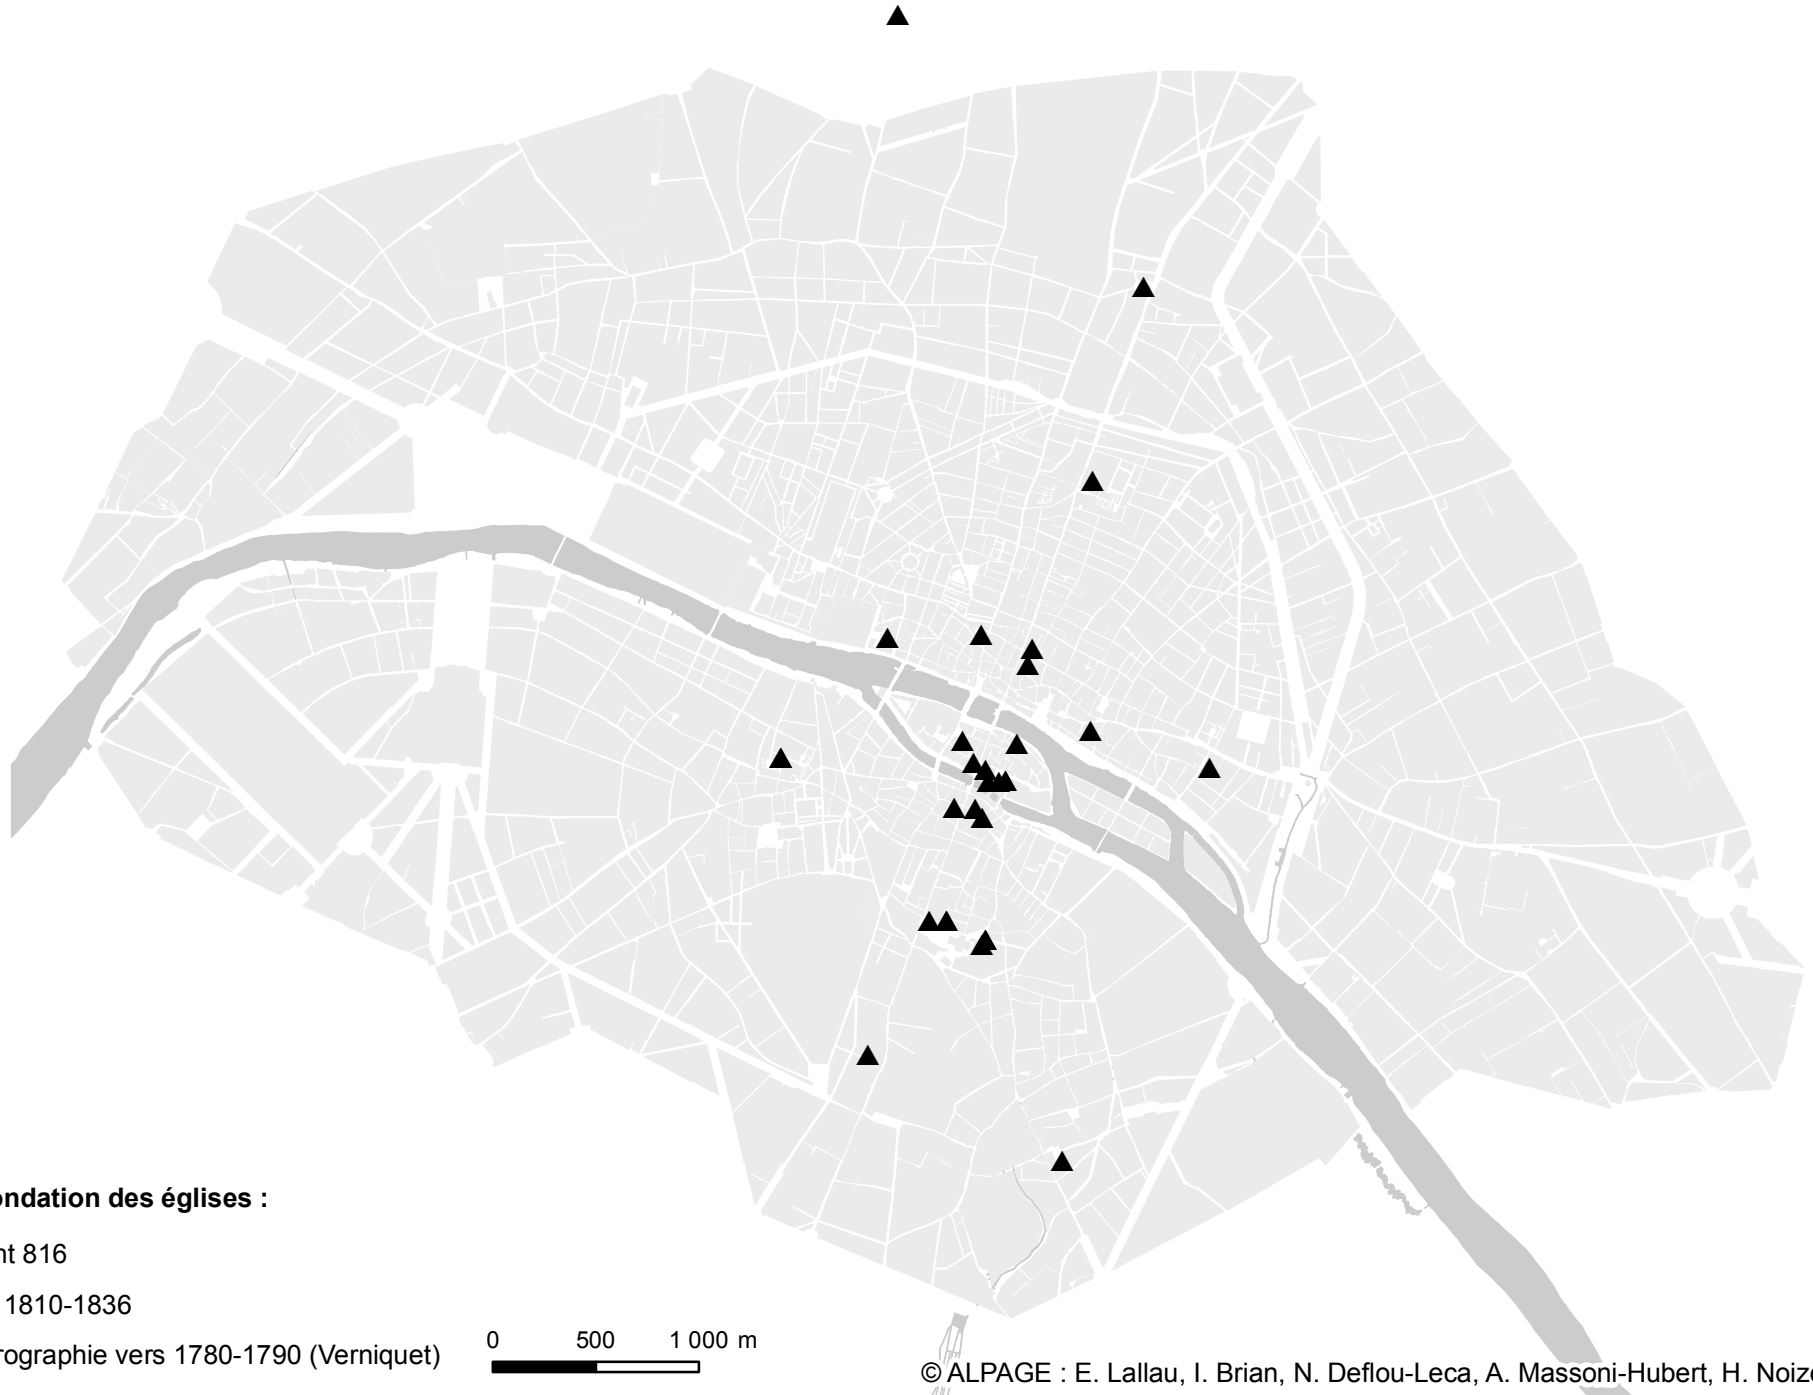 ondation des églises :
nt 816
1810-1836
rographie vers 1780-1790 (Verniquet)
0 500 1 000 m
© ALPAGE : E. Lallau, I. Brian, N. Deflou-Leca, A. Massoni-Hubert, H. Noize